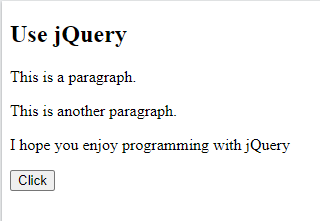 Use jQuery
This is a paragraph.
This is another paragraph.
I hope you enjoy programming with jQuery
Click